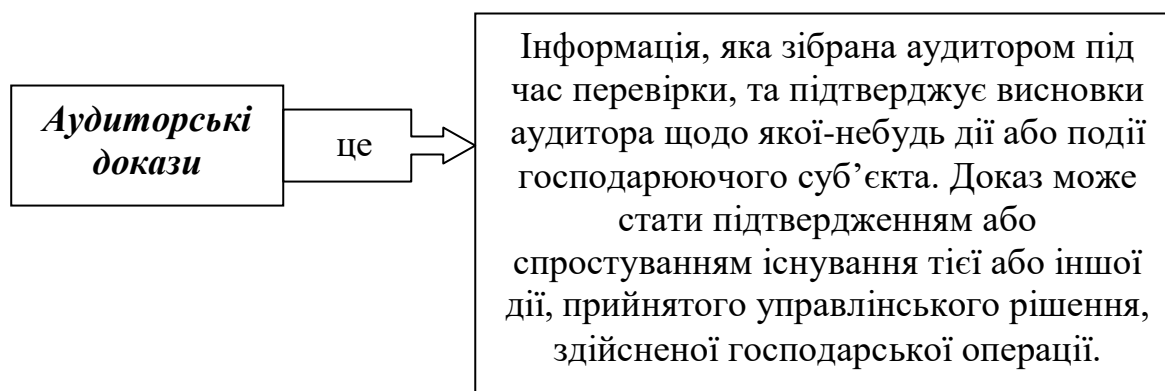 Аудиторські
докази
це
Інформація, яка зібрана аудитором під
час перевірки, та підтверджує висновки
аудитора щодо якої-небудь дії або події
господарюючого суб’єкта. Доказ може
стати підтвердженням або
спростуванням існування тієї або іншої
дії, прийнятого управлінського рішення,
здійсненої господарської операції.